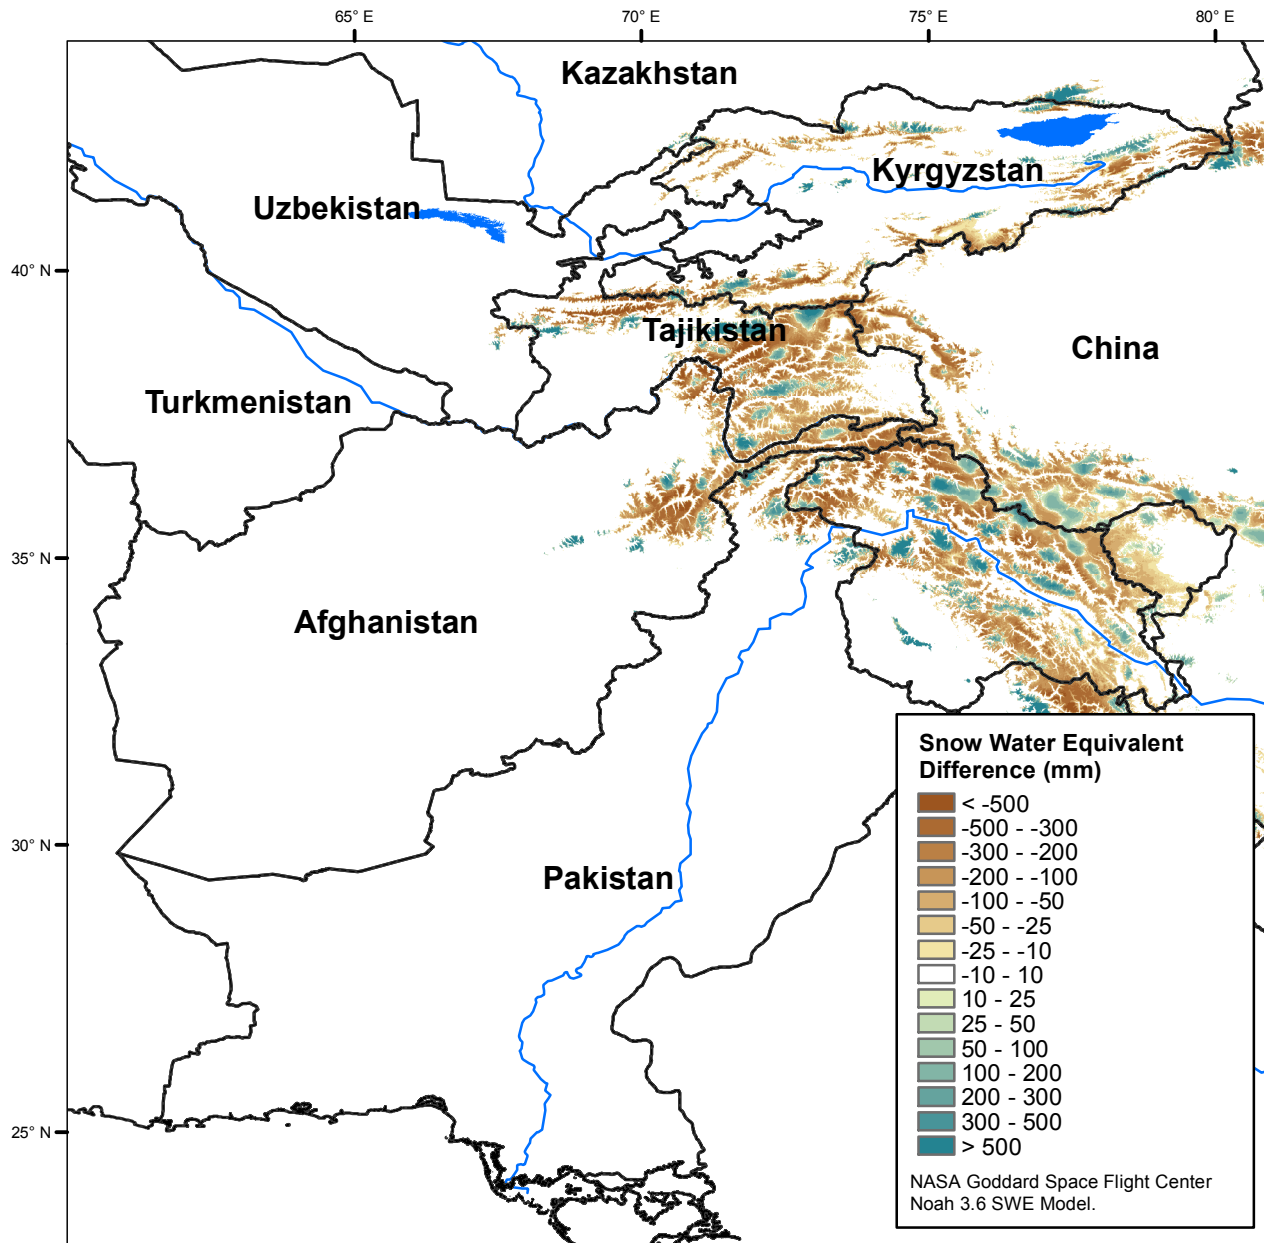 65° E
70° E
75° E
80° E
Kazakhstan
Kyrgyzstan
Uzbekistan
40° N
Tajikistan
China
Turkmenistan
35° N
Afghanistan
30° N
Pakistan
25° N
Snow Water Equivalent
Difference (mm)
< -500
-500 - -300
-300 - -200
-200 - -100
-100 - -50
-50 - -25
-25 - -10
-10 - 10
10 - 25
25 - 50
50 - 100
100 - 200
200 - 300
300 - 500
> 500
NASA Goddard Space Flight Center
Noah 3.6 SWE Model.